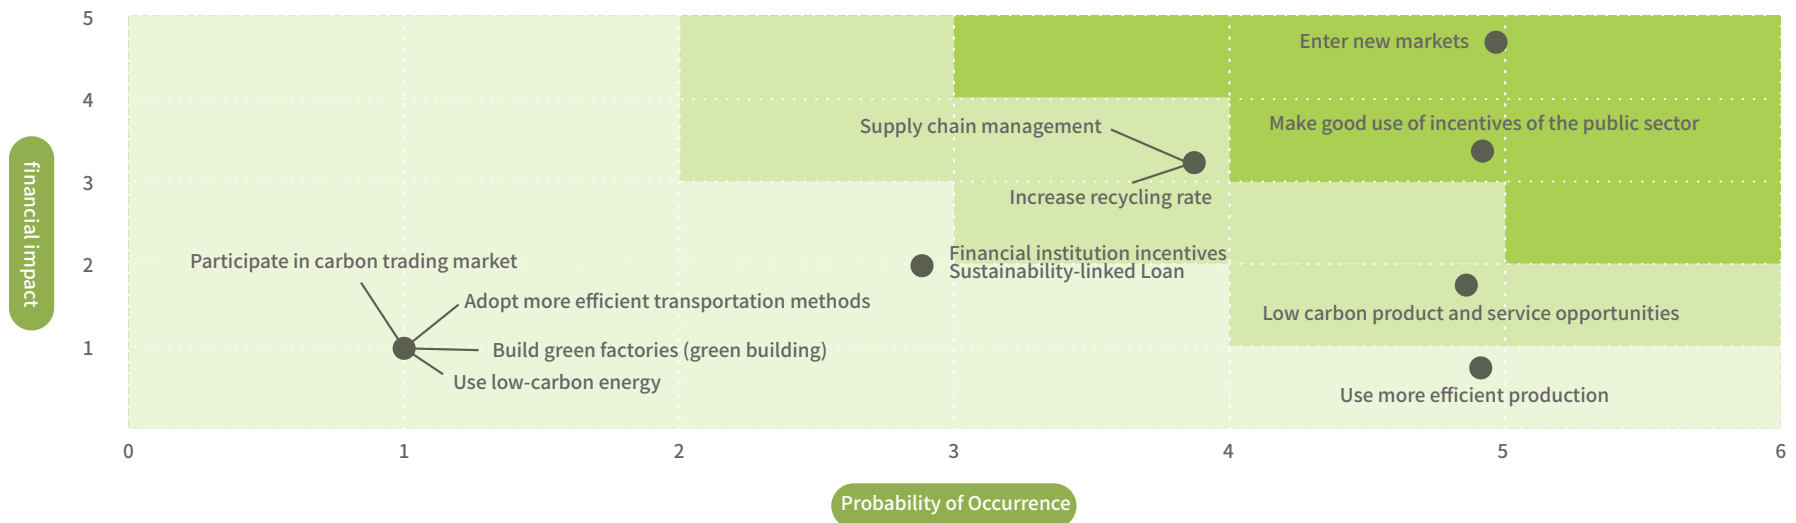 5
4
3
2
1
financial impact
Enter new markets
Supply chain management
Make good use of incentives of the public sector
Increase recycling rate
Participate in carbon trading market
Financial institution incentives
Sustainability-linked Loan
Adopt more efficient transportation methods
Low carbon product and service opportunities
Build green factories (green building)
Use low-carbon energy
Use more efficient production
0 1 2 3 4 5 6
Probability of Occurrence